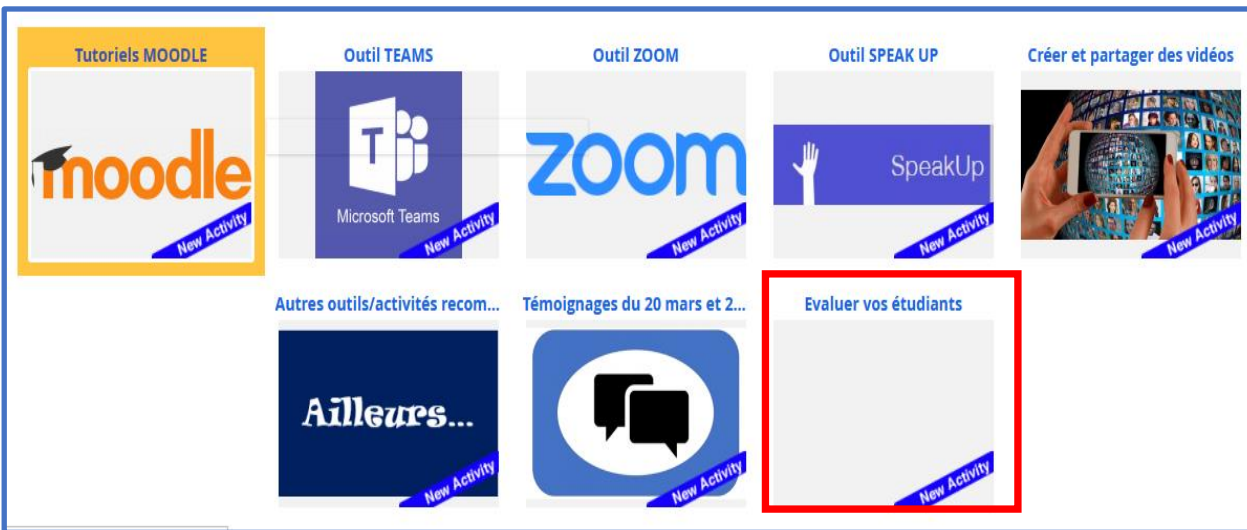 Tutoriels MOODLE
Outil TEAMS
Outil ZOOM
Outil SPEAK UP
Créer et partager des vidéos
moodle
New Activity
T
Microsoft Teams
New Activity
zoom
New Activity
SpeakUp
New Activity
New Activity
Autres outils/activités recom...
Témoignages du 20 mars et 2...
Evaluer vos étudiants
Ailleurs...
New Activity
New Activity
New Activity